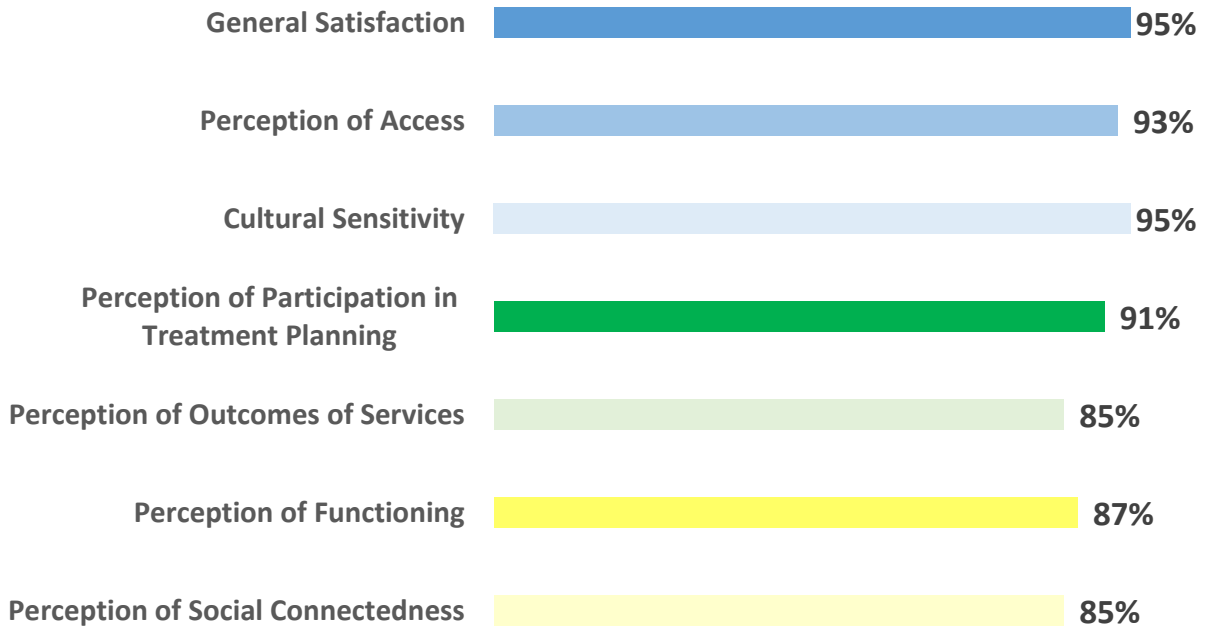 General Satisfaction 95%
Perception of Access 93%
Cultural Sensitivity 95%
Perception of Participation in
Treatment Planning 91%
Perception of Outcomes of Services 85%
Perception of Functioning 87%
Perception of Social Connectedness 85%